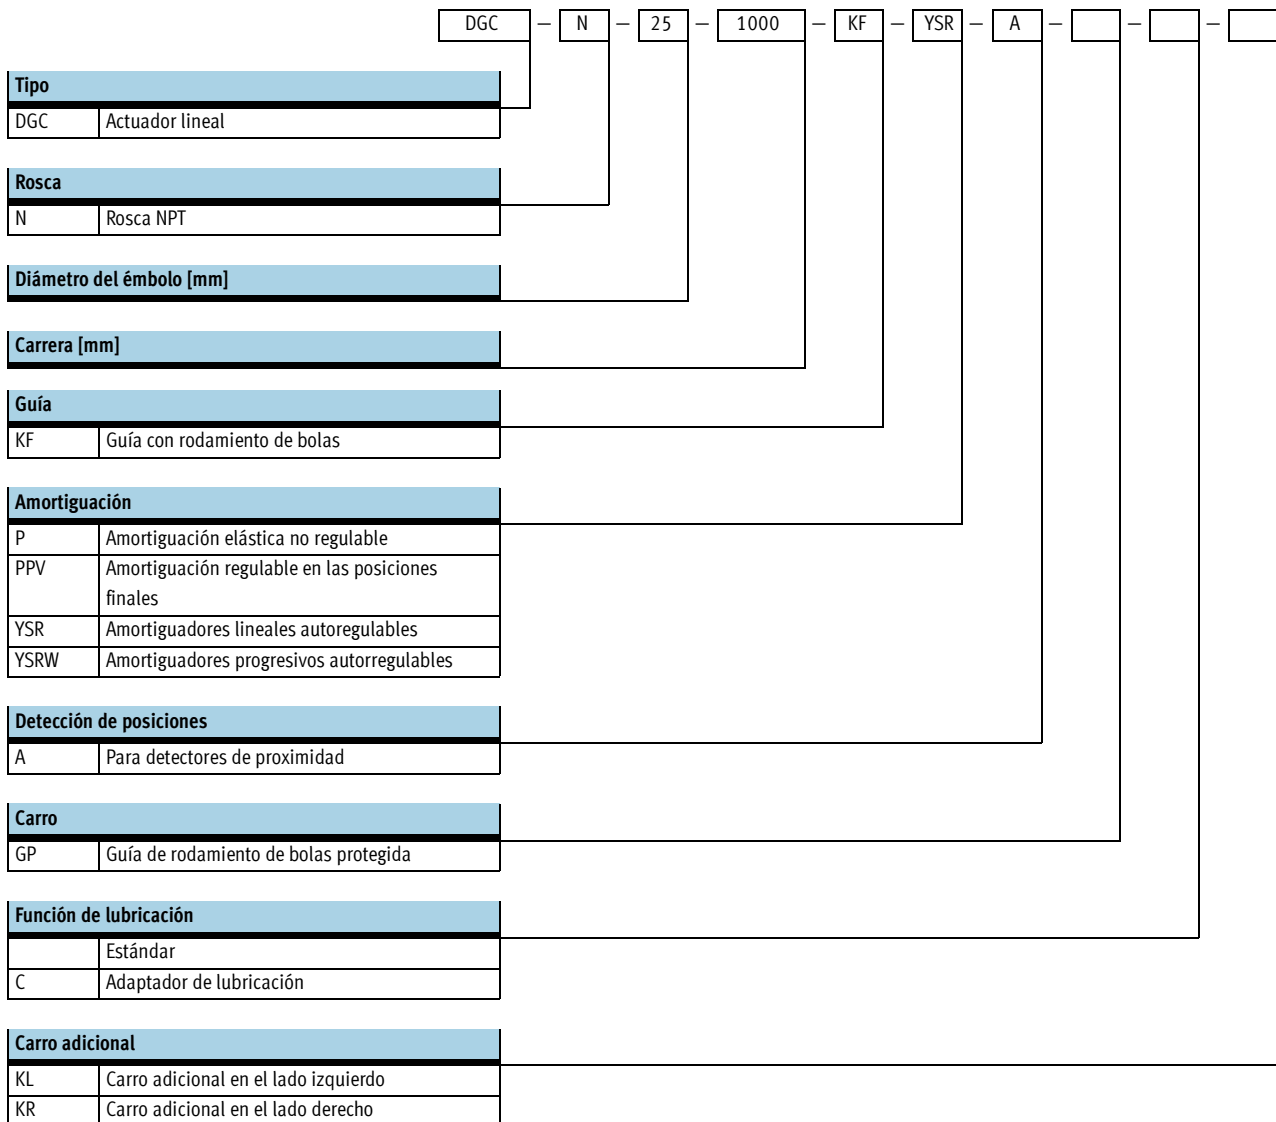 DGC – N – 25 – 1000 – KF – YSR – A – – –
Tipo
DGC Actuador lineal
Rosca
N Rosca NPT
Diámetro del émbolo [mm]
Carrera [mm]
Guía
KF Guía con rodamiento de bolas
Amortiguación
P Amortiguación elástica no regulable
PPV Amortiguación regulable en las posiciones
finales
YSR Amortiguadores lineales autoregulables
YSRW Amortiguadores progresivos autorregulables
Detección de posiciones
A Para detectores de proximidad
Carro
GP Guía de rodamiento de bolas protegida
Función de lubricación
Estándar
C Adaptador de lubricación
Carro adicional
KL Carro adicional en el lado izquierdo
KR Carro adicional en el lado derecho